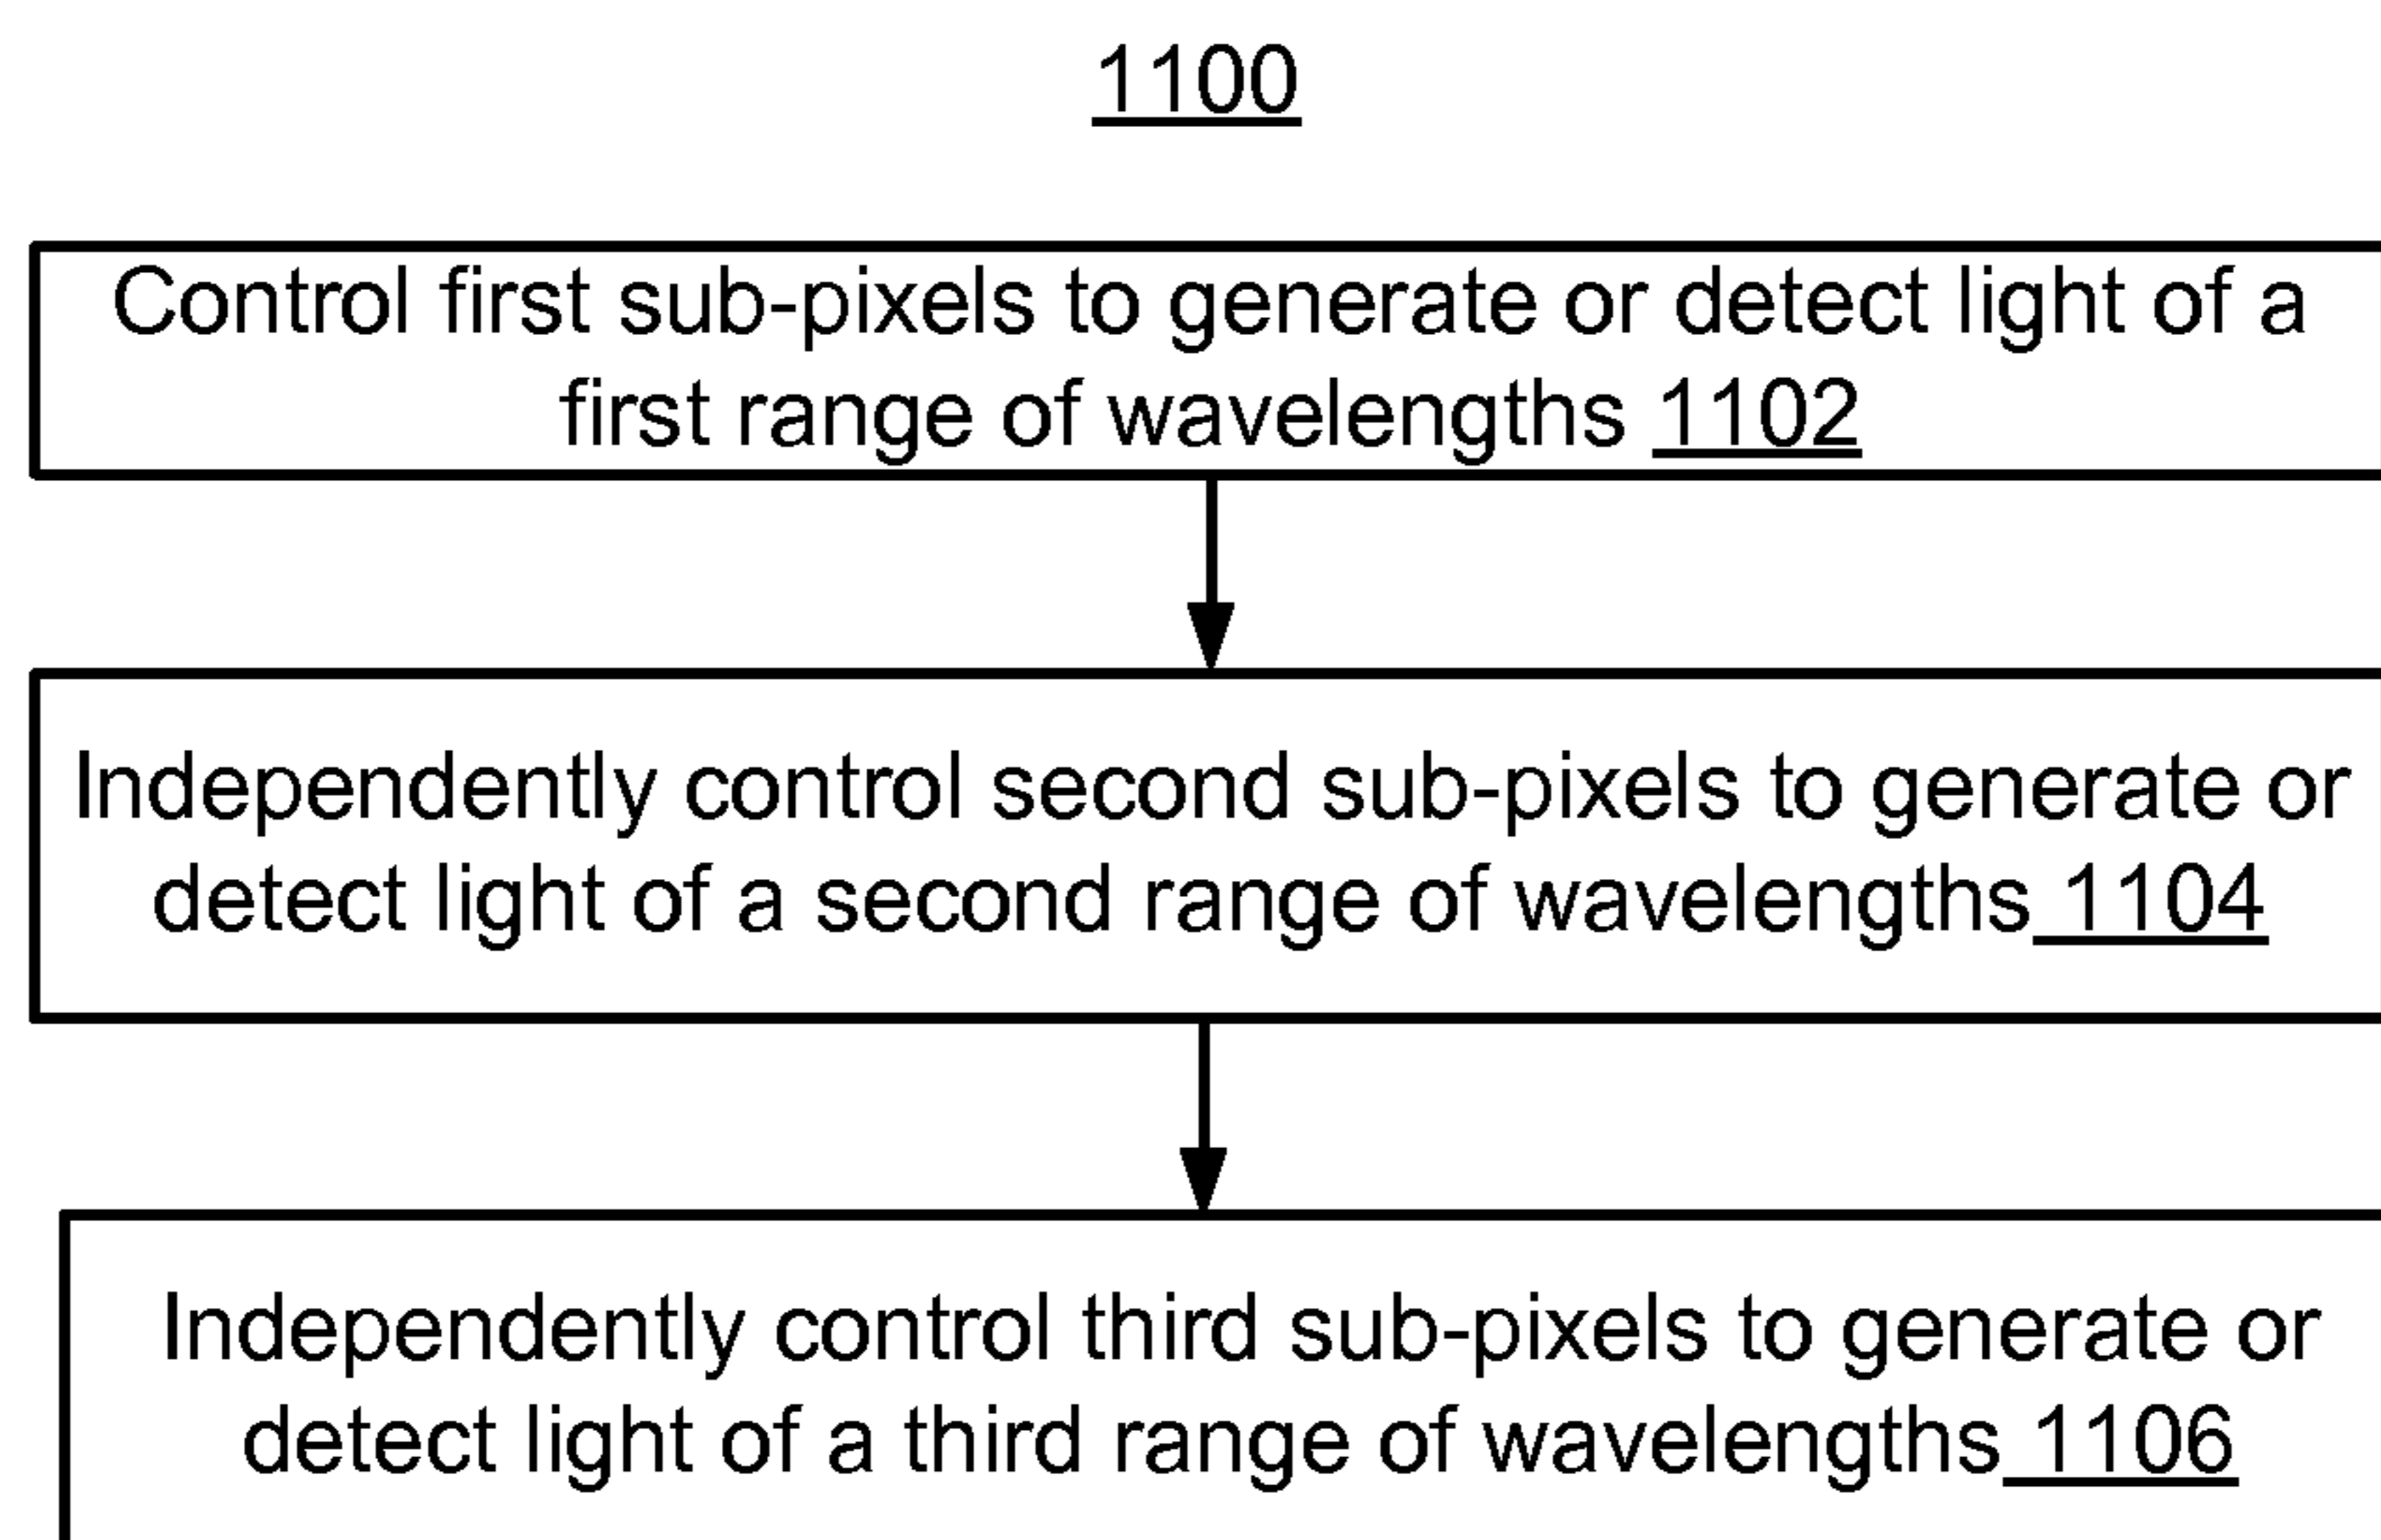 1100
Control first sub-pixels to generate or detect light of a
first range of wavelengths 1102
Independently control second sub-pixels to generate or
detect light of a second range of wavelengths 1104
Independently control third sub-pixels to generate or
detect light of a third range of wavelengths 1106